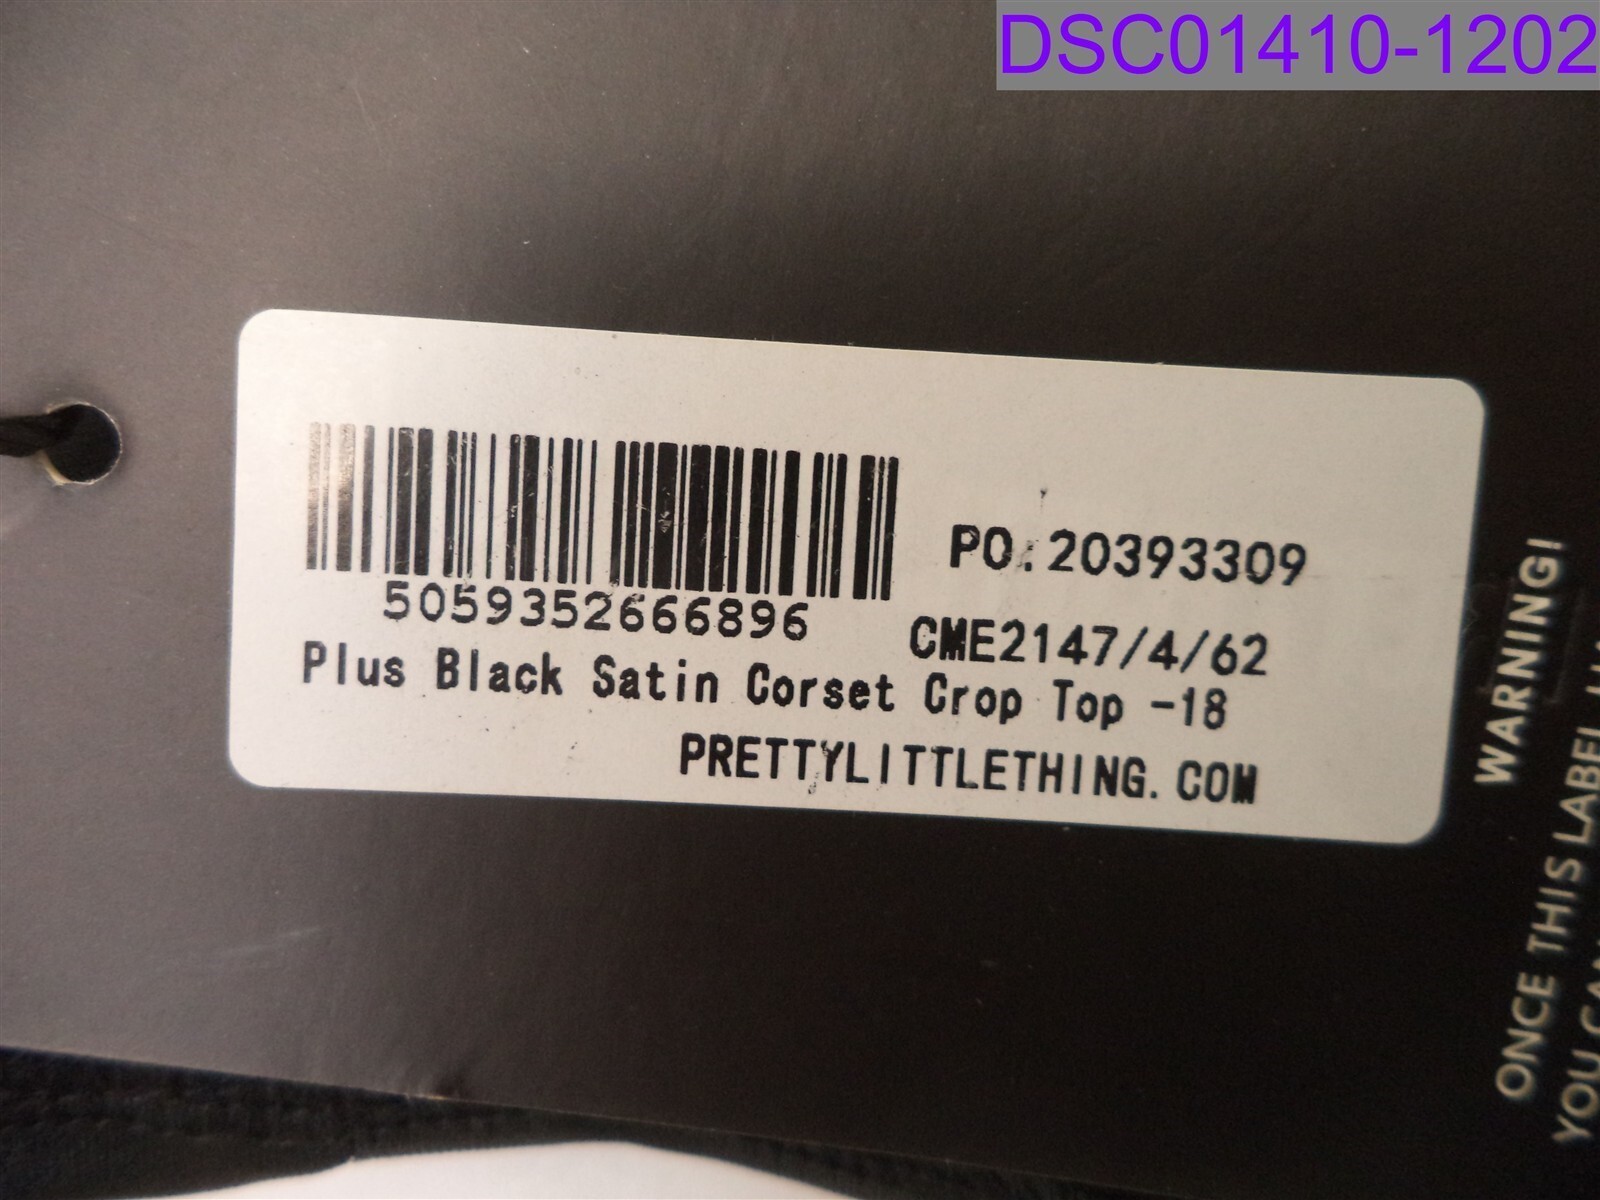 DSC01410-1202
PO.:20393309
5059352666896
CME2147/4/62
Plus Black Satin Corset Crop Top -18
PRETTYLITTLETHING.COM
WARNING!
ONCE THIS LABEL
YOU